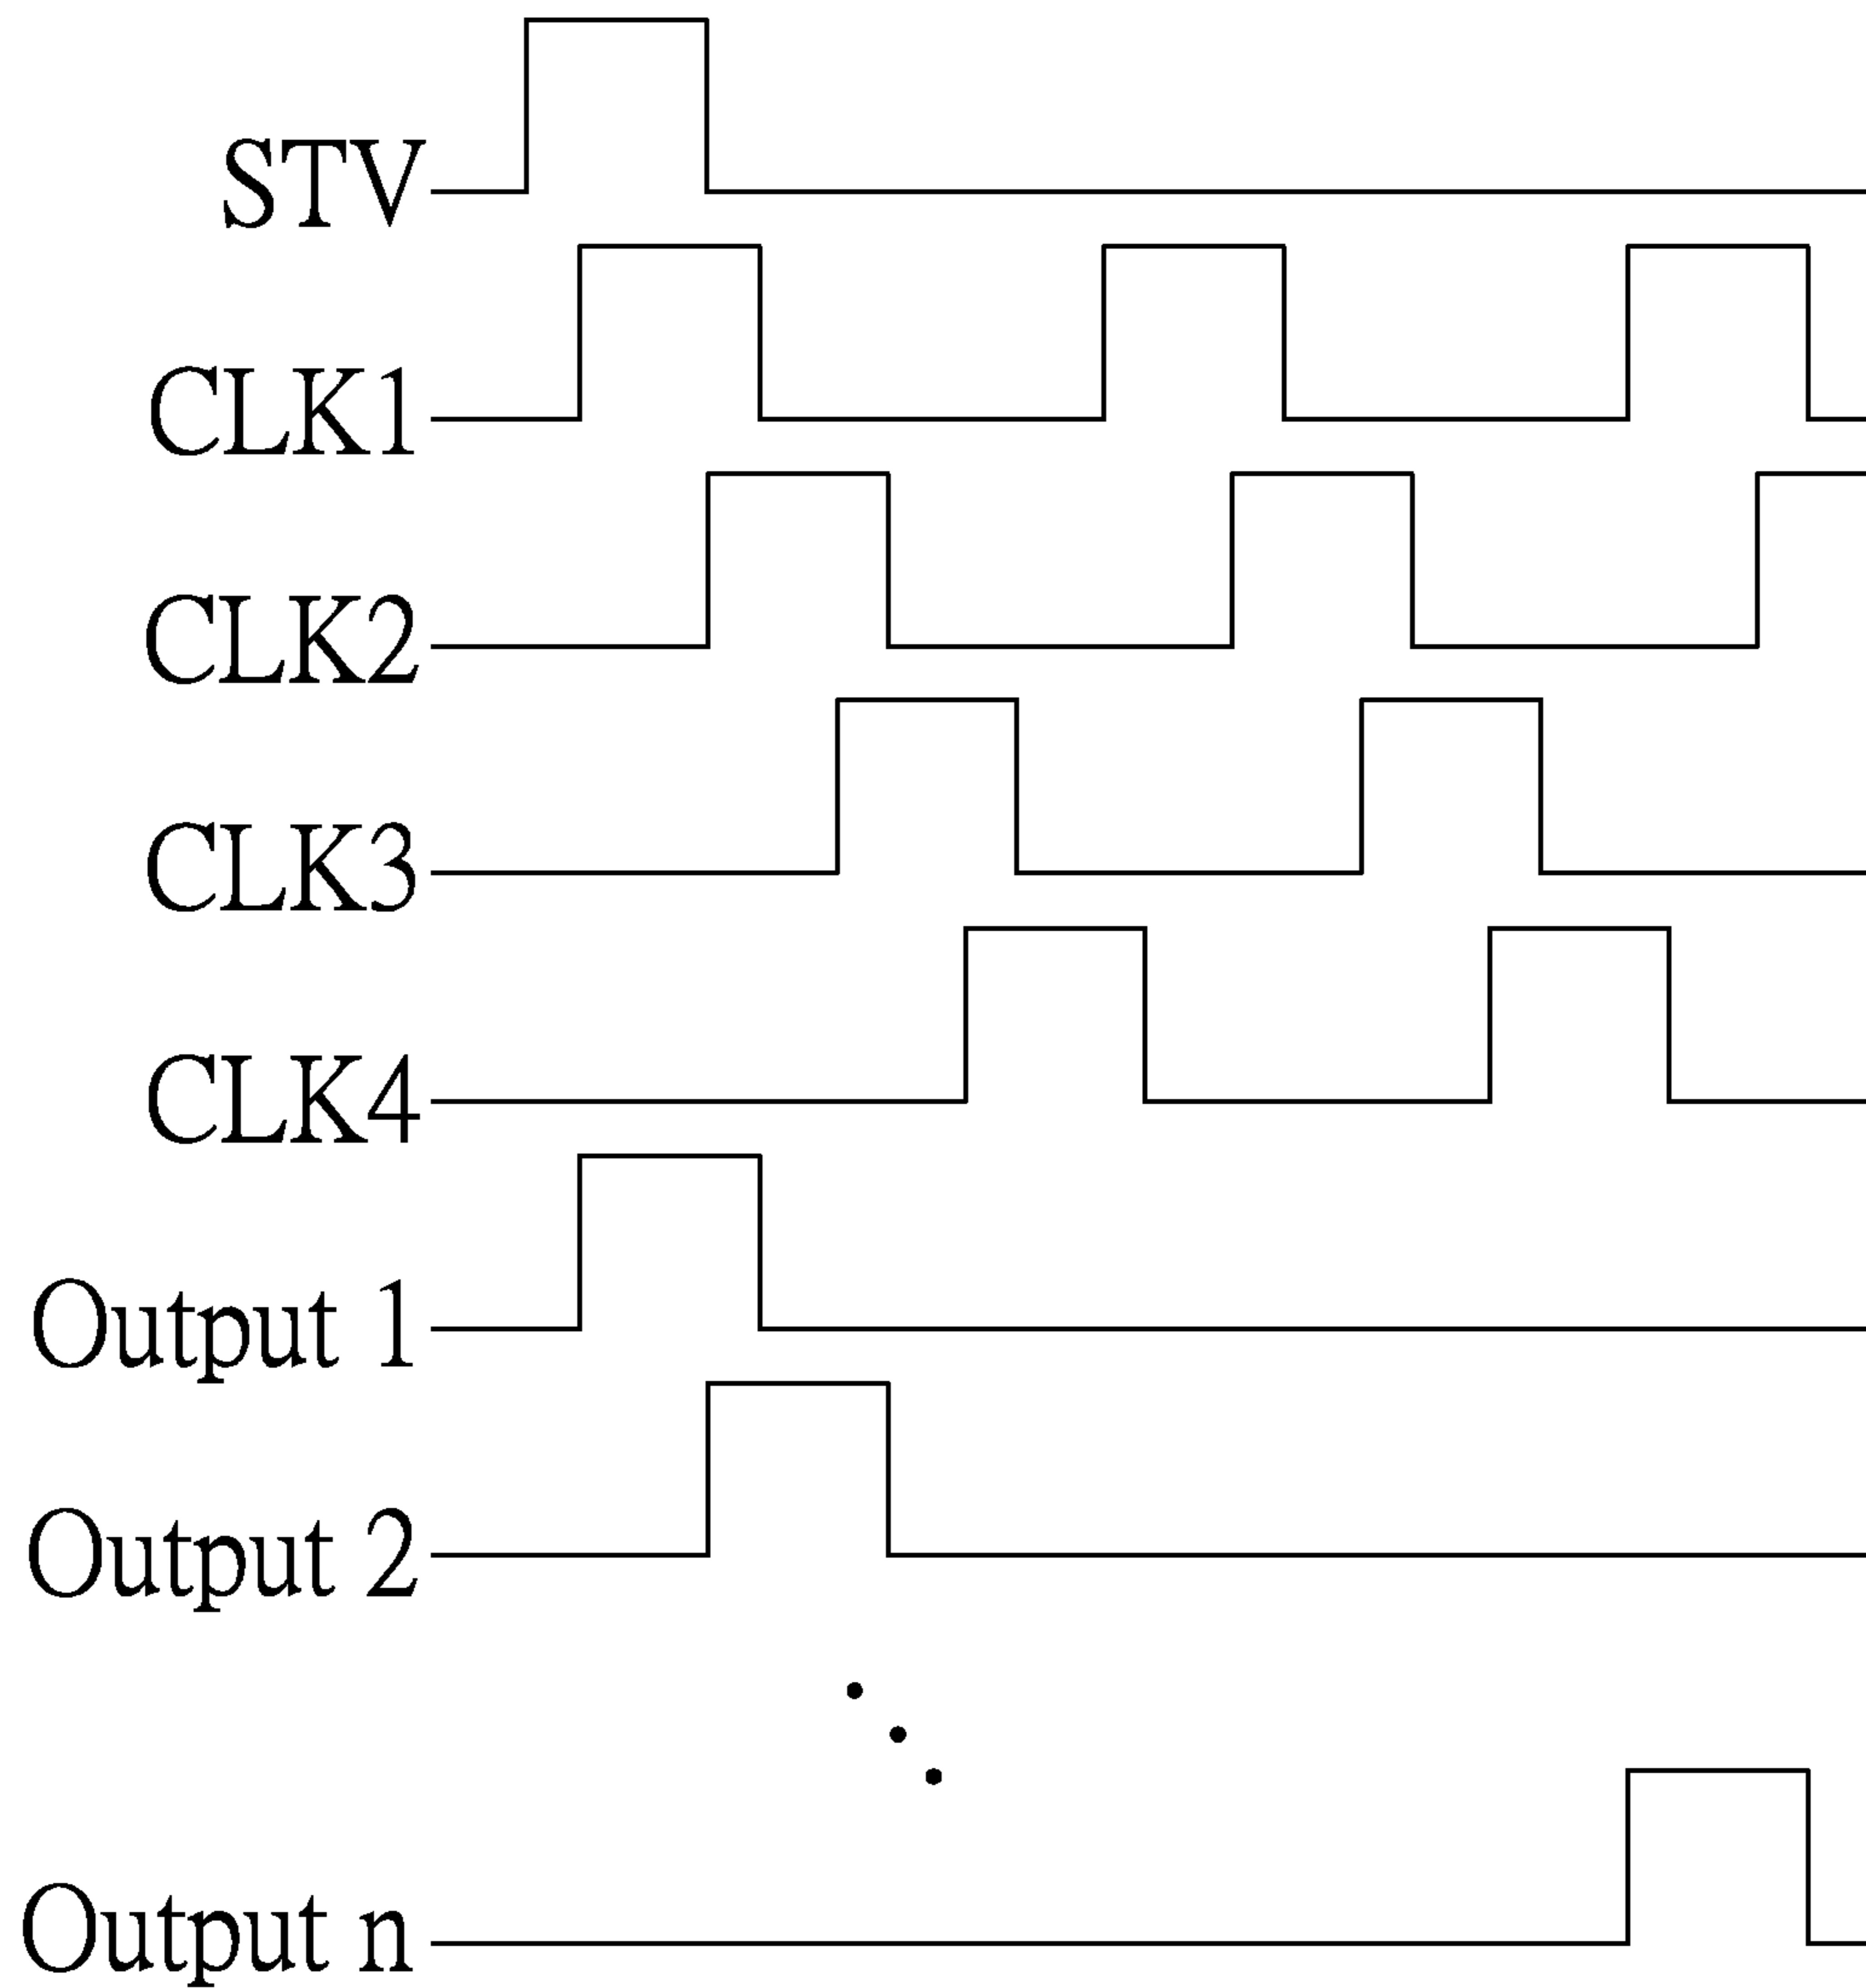 STV
CLK1
CLK2
CLK3
CLK4
Output 1
Output 2
Output n